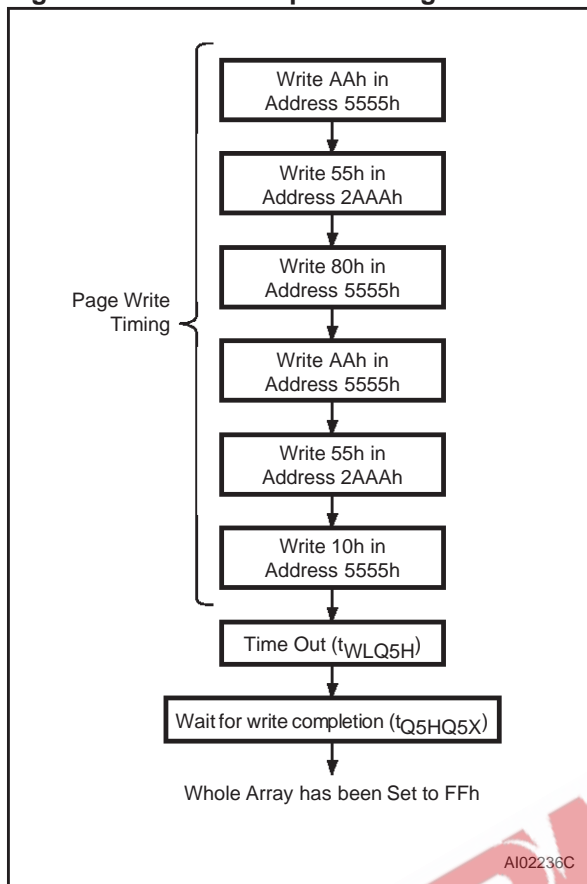 Write AAh in
Address 5555h
Write 55h in
Address 2AAAh
Write 80h in
Address 5555h
Page Write
Timing
Write AAh in
Address 5555h
Write 55h in
Address 2AAAh
Write 10h in
Address 5555h
Time Out (tWLQ5H)
Wait for write completion (tQ5HQ5X)
Whole Array has been Set to FFh
AI02236C